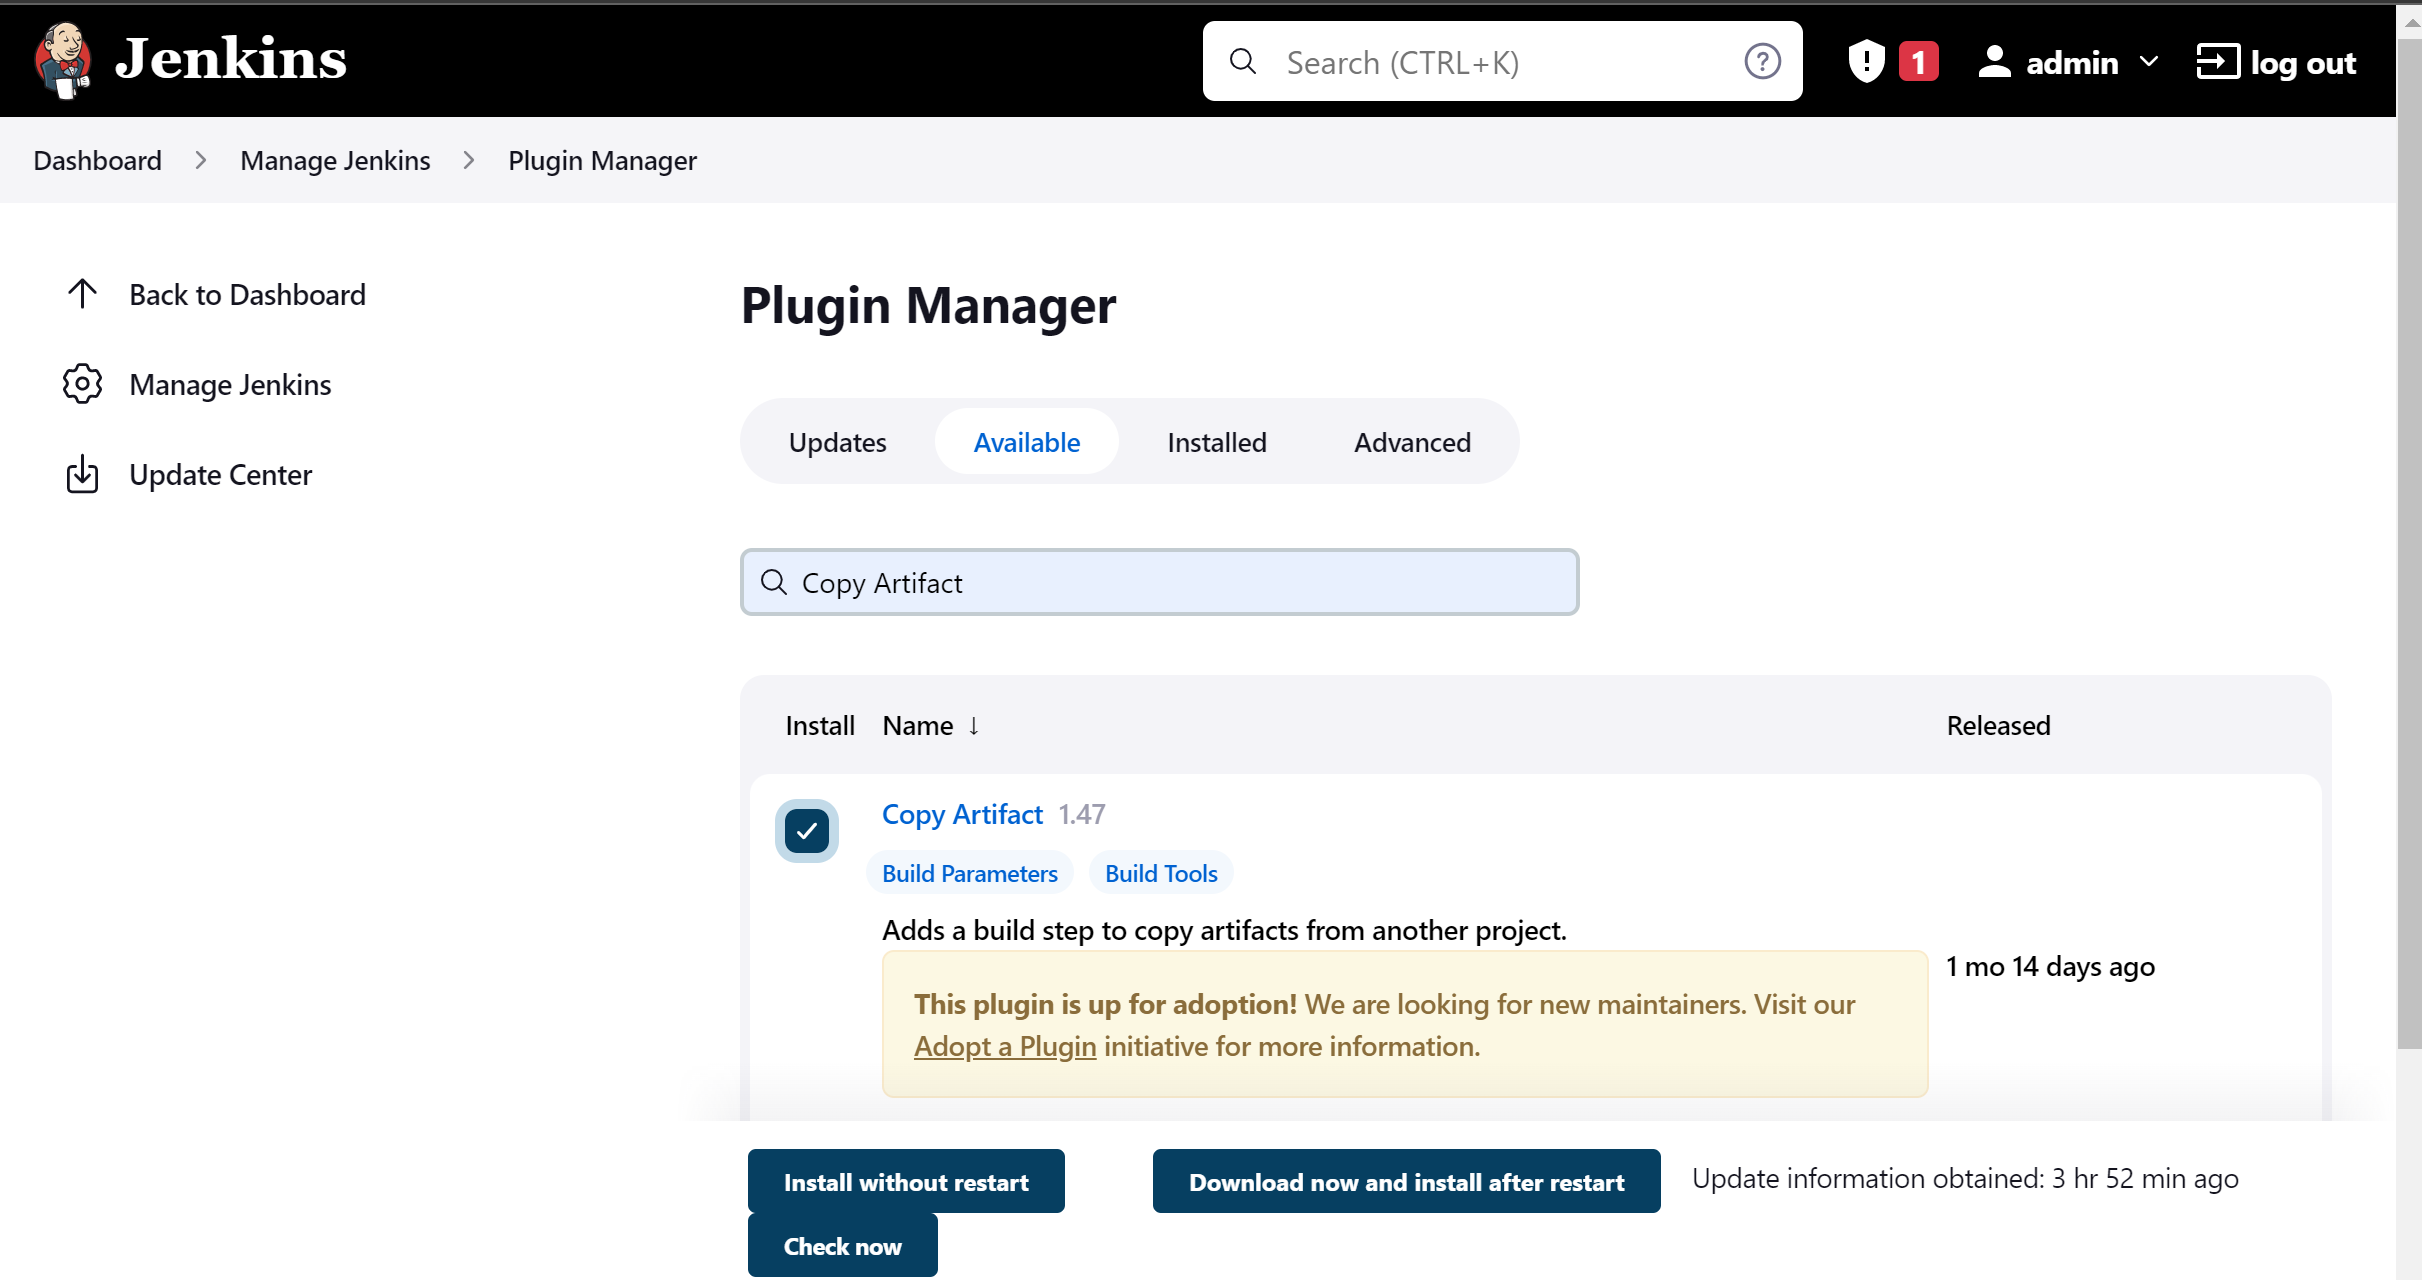 Jenkins
Search (CTRL+K)
1
admin
log out
Dashboard
Manage Jenkins
Plugin Manager
Back to Dashboard
Manage Jenkins
Update Center
Plugin Manager
Updates
Available
Installed
Advanced
Copy Artifact
Install Name ↓ Released
Copy Artifact 1.47
Build Parameters
Build Tools
Adds a build step to copy artifacts from another project.
1 mo 14 days ago
This plugin is up for adoption! We are looking for new maintainers. Visit our
Adopt a Plugin initiative for more information.
Install without restart
Download now and install after restart
Update information obtained: 3 hr 52 min ago
Check now